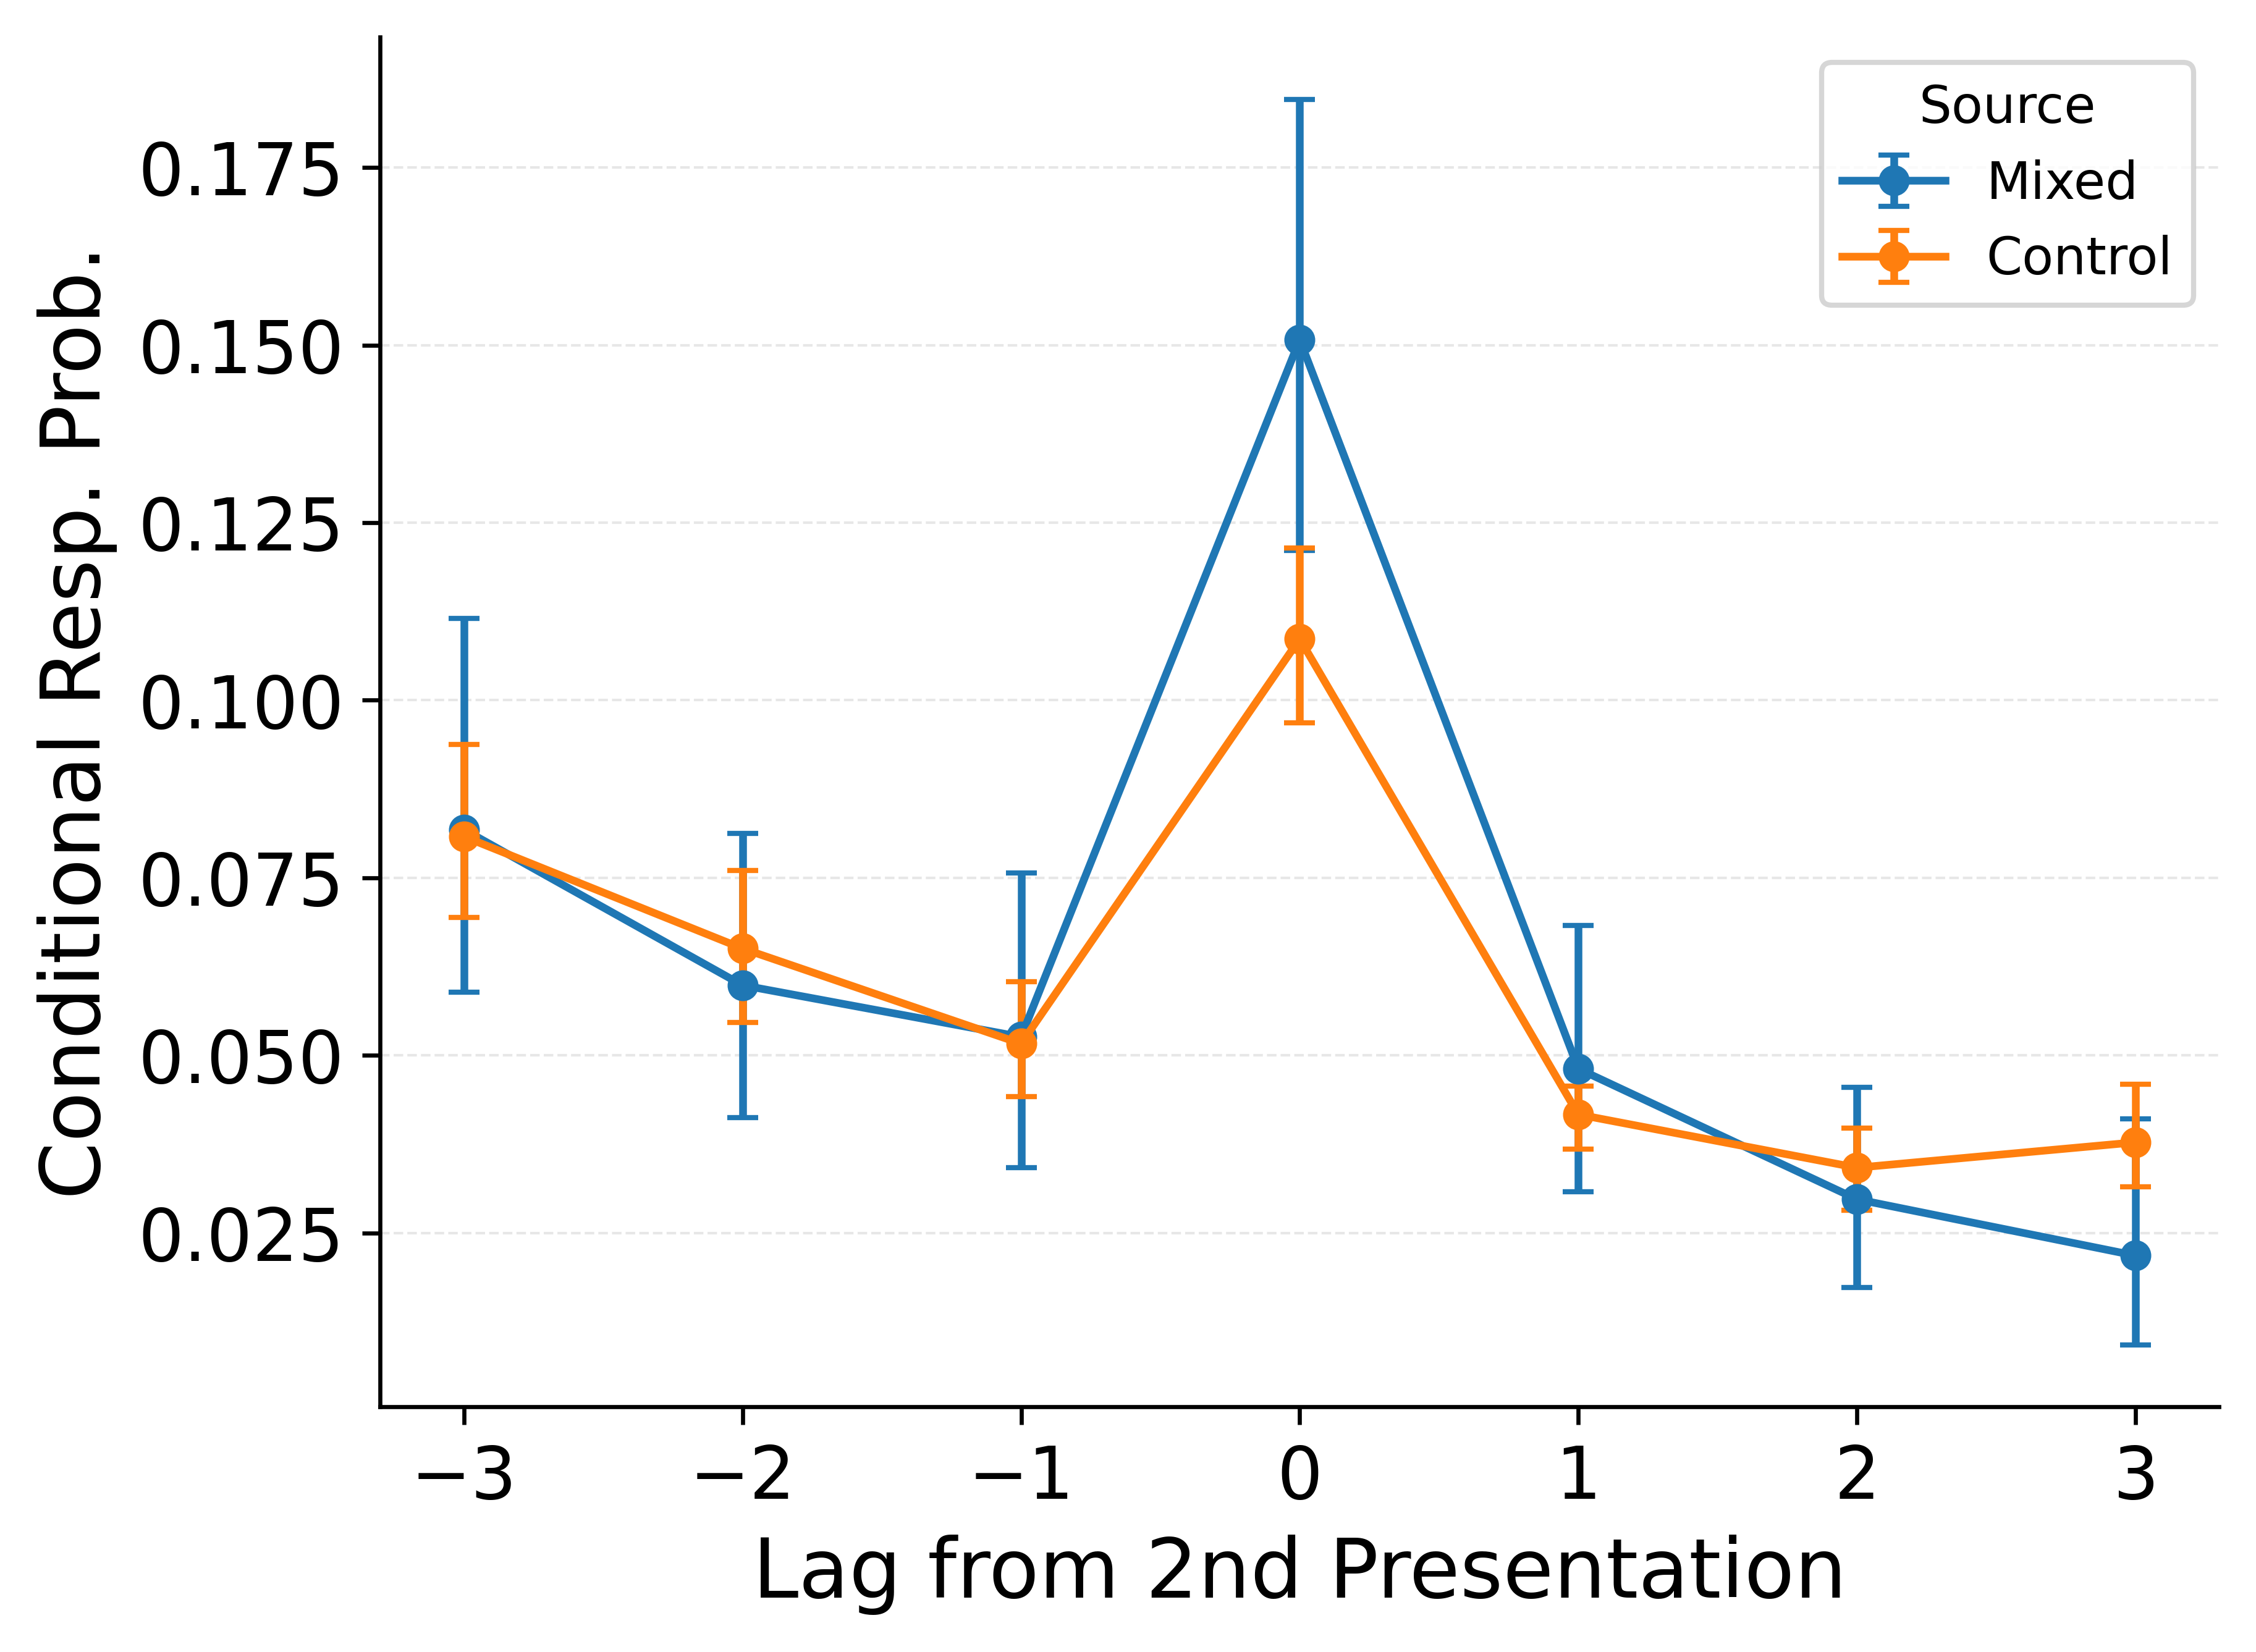 Source
Mixed
Control
Conditional Resp. Prob.
0.175
0.150
0.125
0.100
0.075
0.050
0.025
−3 −2 −1 0 1 2 3
Lag from 2nd Presentation